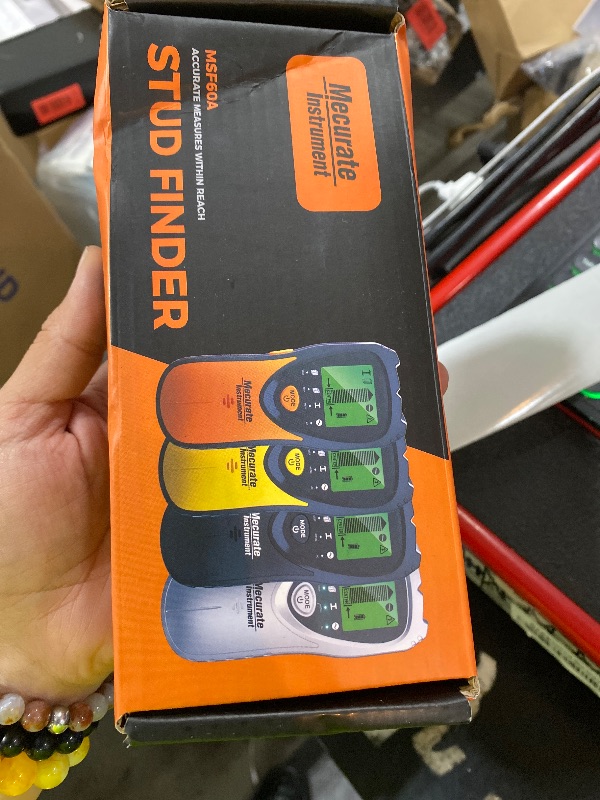 Mecurate
Instrument
MSF60A
ACCURATE MEASURES WITHIN REACH
STUD FINDER
Mecurate
Instrument
MODE
Mecurate
Instrument
MODE
Mecurate
Instrument
MODE
Mecurate
Instrument
MODE